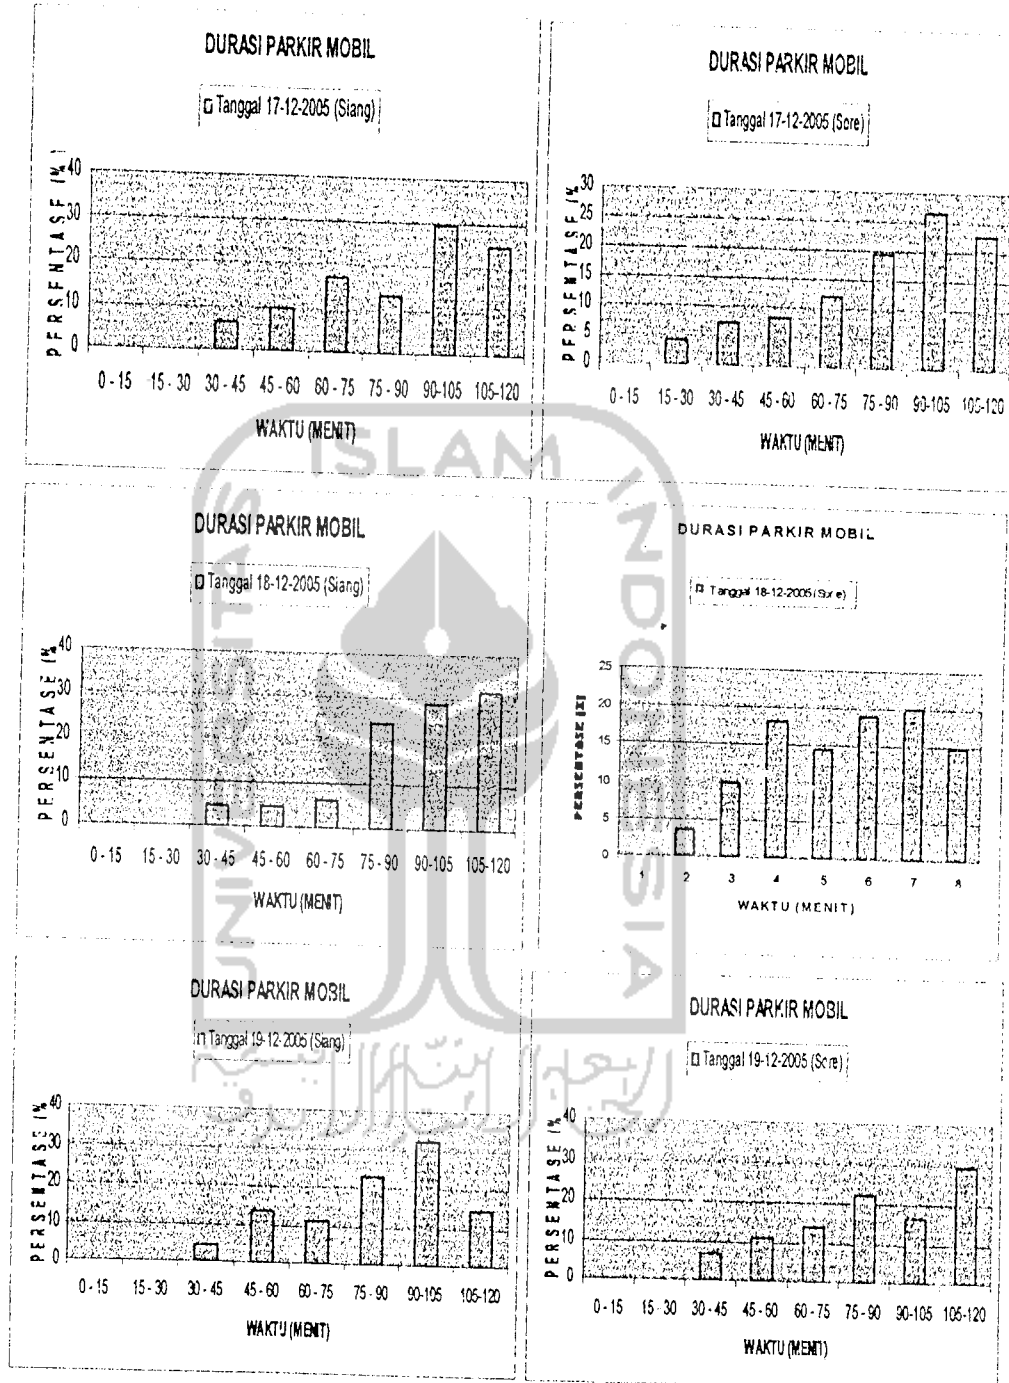 DURASI PARKIR MOBIL
Tanggal 17-12-2005 (Siang)
PERSENTASE (%
40
30
20
10
0
0 - 15 15 - 30 30 - 45 45 - 60 60 - 75 75 - 90 90-105 105-120
WAKTU (MENIT)
DURASI PARKIR MOBIL
Tanggal 17-12-2005 (Sore)
PERSENTASE (%
30
25
20
15
10
5
0
0 - 15 15 - 30 30 - 45 45 - 60 60 - 75 75 - 90 90-105 105-120
WAKTU (MENIT)
DURASI PARKIR MOBIL
Tanggal 18-12-2005 (Siang)
PERSENTASE (%
40
30
20
10
0
0 - 15 15 - 30 30 - 45 45 - 60 60 - 75 75 - 90 90-105 105-120
WAKTU (MENIT)
DURASI PARKIR MOBIL
Tanggal 18-12-2005 (Sore)
PERSENTASE (%)
25
20
15
10
5
0
1 2 3 4 5 6 7 8
WAKTU (MENIT)
DURASI PARKIR MOBIL
Tanggal 19-12-2005 (Siang)
PERSENTASE (%
40
30
20
10
0
0 - 15 15 - 30 30 - 45 45 - 60 60 - 75 75 - 90 90-105 105-120
WAKTU (MENIT)
DURASI PARKIR MOBIL
Tanggal 19-12-2005 (Sore)
PERSENTASE (%
40
30
20
10
0
0 - 15 15 - 30 30 - 45 45 - 60 60 - 75 75 - 90 90-105 105-120
WAKTU (MENIT)
UNIVERSITAS
ISLAM
INDONESIA